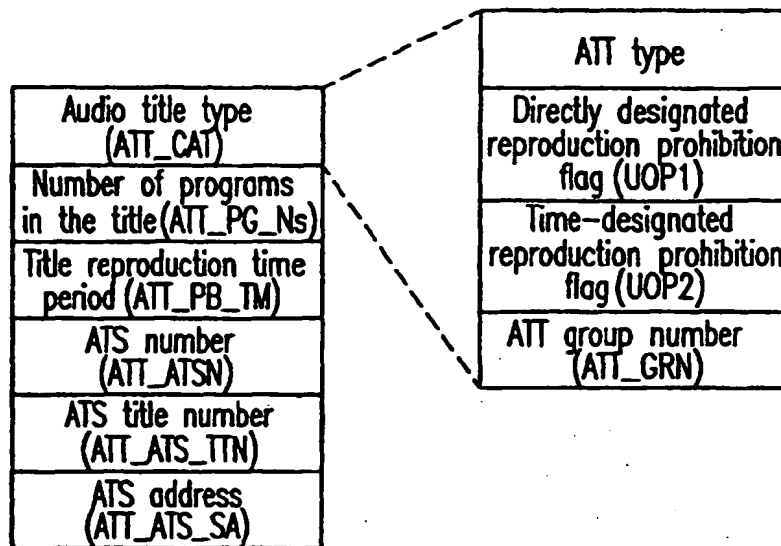 Audio title type
(ATT_CAT)
Number of programs
in the title(ATT_PG_Ns)
Title reproduction time
period(ATT_PB_TM)
ATS number
(ATT_ATSN)
ATS title number
(ATT_ATS_TTN)
ATS address
(ATT_ATS_SA)
ATT type
Directly designated
reproduction prohibition
flag(UOP1)
Time-designated
reproduction prohibition
flag(UOP2)
ATT group number
(ATT_GRN)